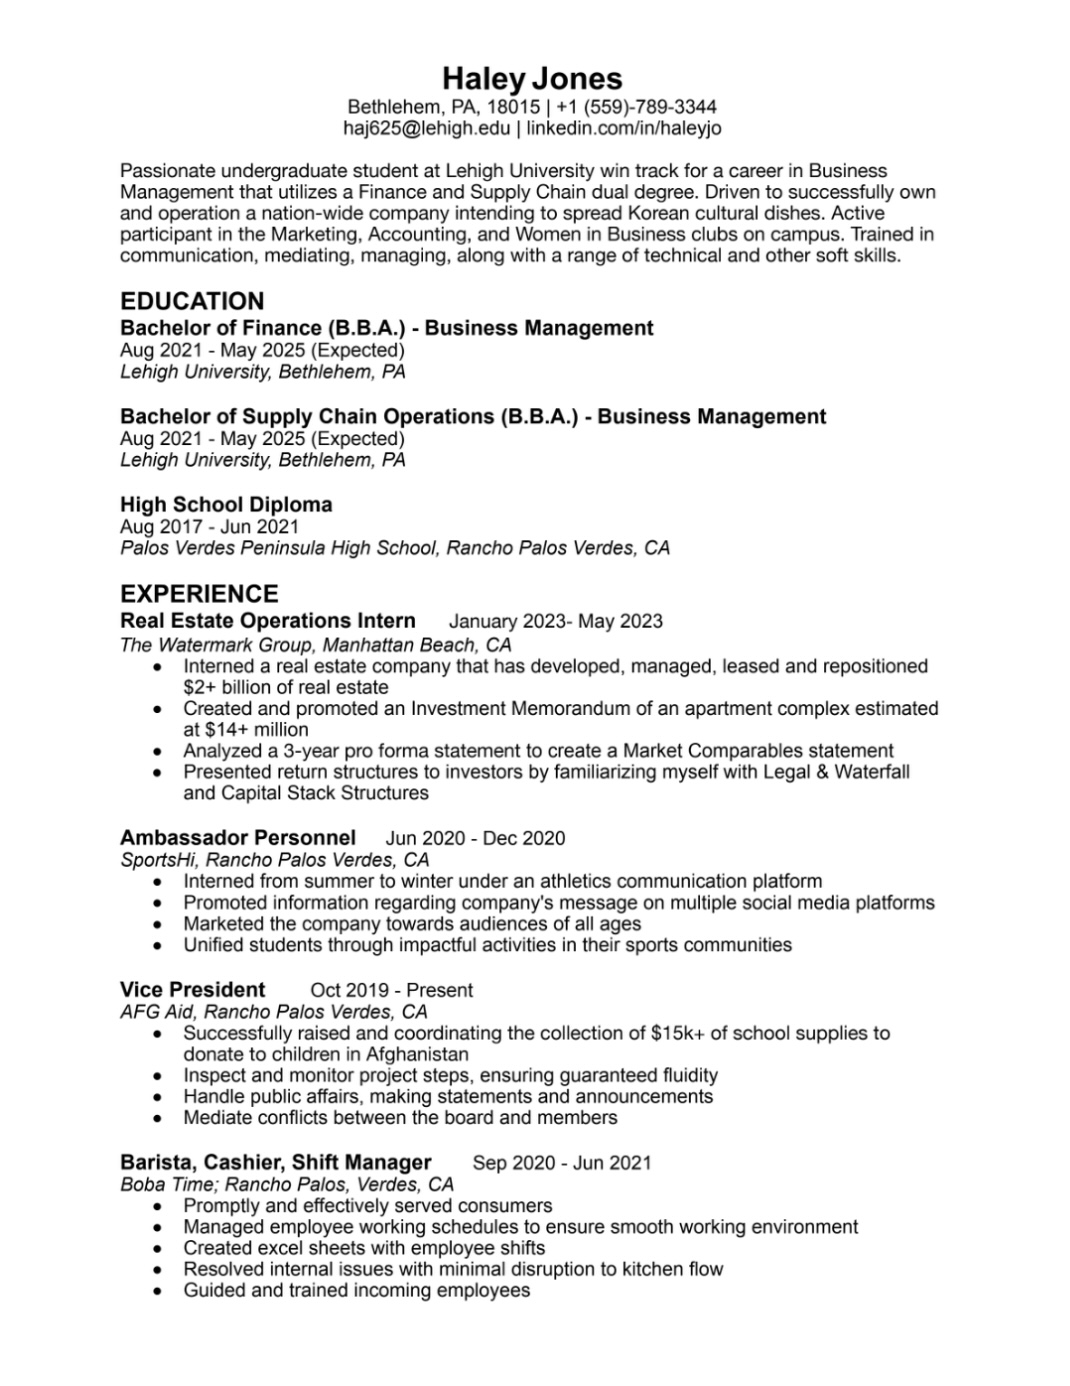 Haley Jones
Bethlehem, PA, 18015 | +1 (559)-789-3344
haj625@lehigh.edu | linkedin.com/in/haleyjo
Passionate undergraduate student at Lehigh University win track for a career in Business
Management that utilizes a Finance and Supply Chain dual degree. Driven to successfully own
and operation a nation-wide company intending to spread Korean cultural dishes. Active
participant in the Marketing, Accounting, and Women in Business clubs on campus. Trained in
communication, mediating, managing, along with a range of technical and other soft skills.
EDUCATION
Bachelor of Finance (B.B.A.) - Business Management
Aug 2021 - May 2025 (Expected)
Lehigh University, Bethlehem, PA
Bachelor of Supply Chain Operations (B.B.A.) - Business Management
Aug 2021 - May 2025 (Expected)
Lehigh University, Bethlehem, PA
High School Diploma
Aug 2017 - Jun 2021
Palos Verdes Peninsula High School, Rancho Palos Verdes, CA
EXPERIENCE
Real Estate Operations Intern January 2023- May 2023
The Watermark Group, Manhattan Beach, CA
• Interned a real estate company that has developed, managed, leased and repositioned
$2+ billion of real estate
• Created and promoted an Investment Memorandum of an apartment complex estimated
at $14+ million
• Analyzed a 3-year pro forma statement to create a Market Comparables statement
• Presented return structures to investors by familiarizing myself with Legal & Waterfall
and Capital Stack Structures
Ambassador Personnel Jun 2020 - Dec 2020
SportsHi, Rancho Palos Verdes, CA
• Interned from summer to winter under an athletics communication platform
• Promoted information regarding company's message on multiple social media platforms
• Marketed the company towards audiences of all ages
• Unified students through impactful activities in their sports communities
Vice President Oct 2019 - Present
AFG Aid, Rancho Palos Verdes, CA
• Successfully raised and coordinating the collection of $15k+ of school supplies to
donate to children in Afghanistan
• Inspect and monitor project steps, ensuring guaranteed fluidity
• Handle public affairs, making statements and announcements
• Mediate conflicts between the board and members
Barista, Cashier, Shift Manager Sep 2020 - Jun 2021
Boba Time; Rancho Palos, Verdes, CA
• Promptly and effectively served consumers
• Managed employee working schedules to ensure smooth working environment
• Created excel sheets with employee shifts
• Resolved internal issues with minimal disruption to kitchen flow
• Guided and trained incoming employees